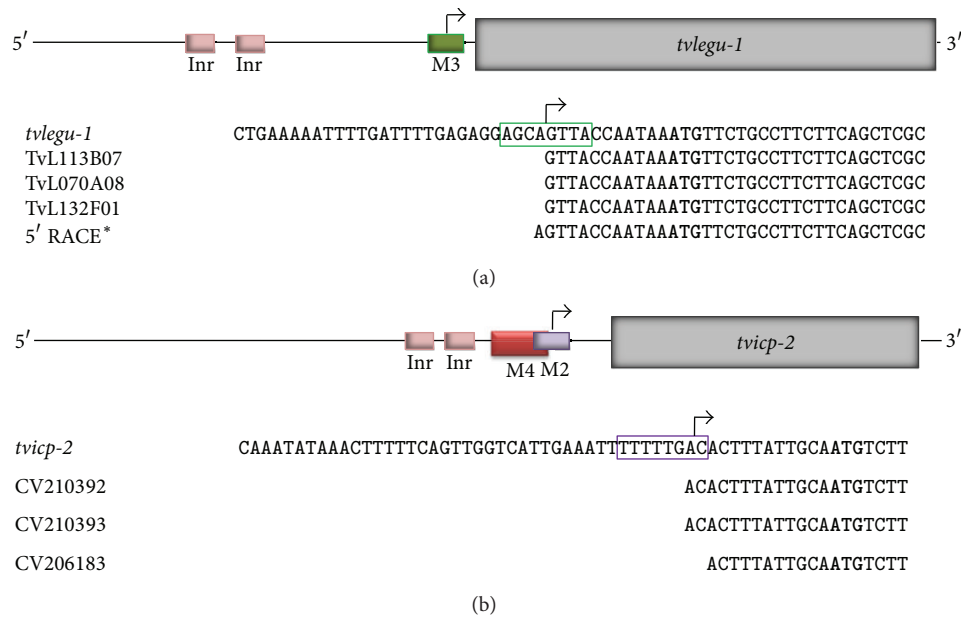 5′ tvlegu-1 3′
Inr Inr M3
tvlegu-1 CTGAAAAATTTTGATTTTGAGAGGAGCAGTTACCAATAAATGTTCTGCCTTCTTCAGCTCGC
TvL113B07 GTTACCAATAAATGTTCTGCCTTCTTCAGCTCGC
TvL070A08 GTTACCAATAAATGTTCTGCCTTCTTCAGCTCGC
TvL132F01 GTTACCAATAAATGTTCTGCCTTCTTCAGCTCGC
5′ RACE* AGTTACCAATAAATGTTCTGCCTTCTTCAGCTCGC
(a)
5′ tvicp-2 3′
Inr Inr M4 M2
tvicp-2 CAAATATAAACTTTTTCAGTTGGTCATTGAAATTTTTTTGACACTTTATTGCAATGTCTT
CV210392 ACACTTTATTGCAATGTCTT
CV210393 ACACTTTATTGCAATGTCTT
CV206183 ACTTTATTGCAATGTCTT
(b)